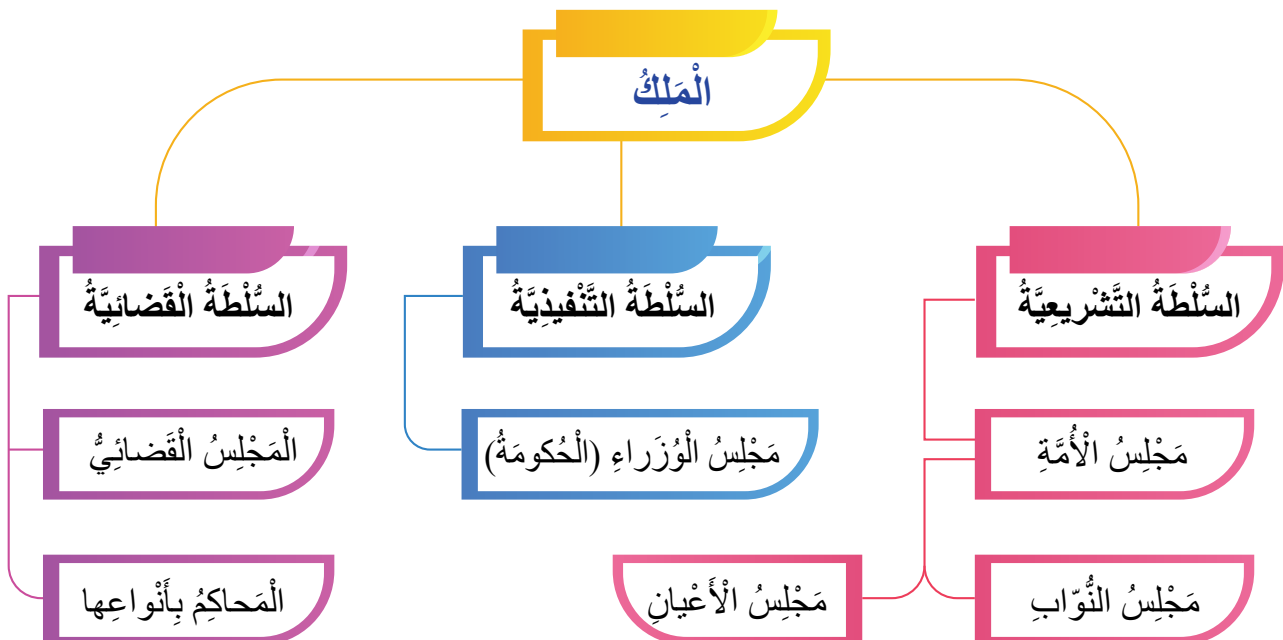 الْمَلِكُ
السُّلْطَةُ التَّشْريعِيَّةُ
السُّلْطَةُ التَّنْفيذِيَّةُ
السُّلْطَةُ الْقَضائِيَّةُ
مَجْلِسُ الْأُمَّةِ
مَجْلِسُ الْوُزَراءِ (الْحُكومَةُ)
الْمَجْلِسُ الْقَضائِيُّ
مَجْلِسُ النُّوّابِ
مَجْلِسُ الْأَعْيانِ
الْمَحاكِمُ بِأَنْواعِها